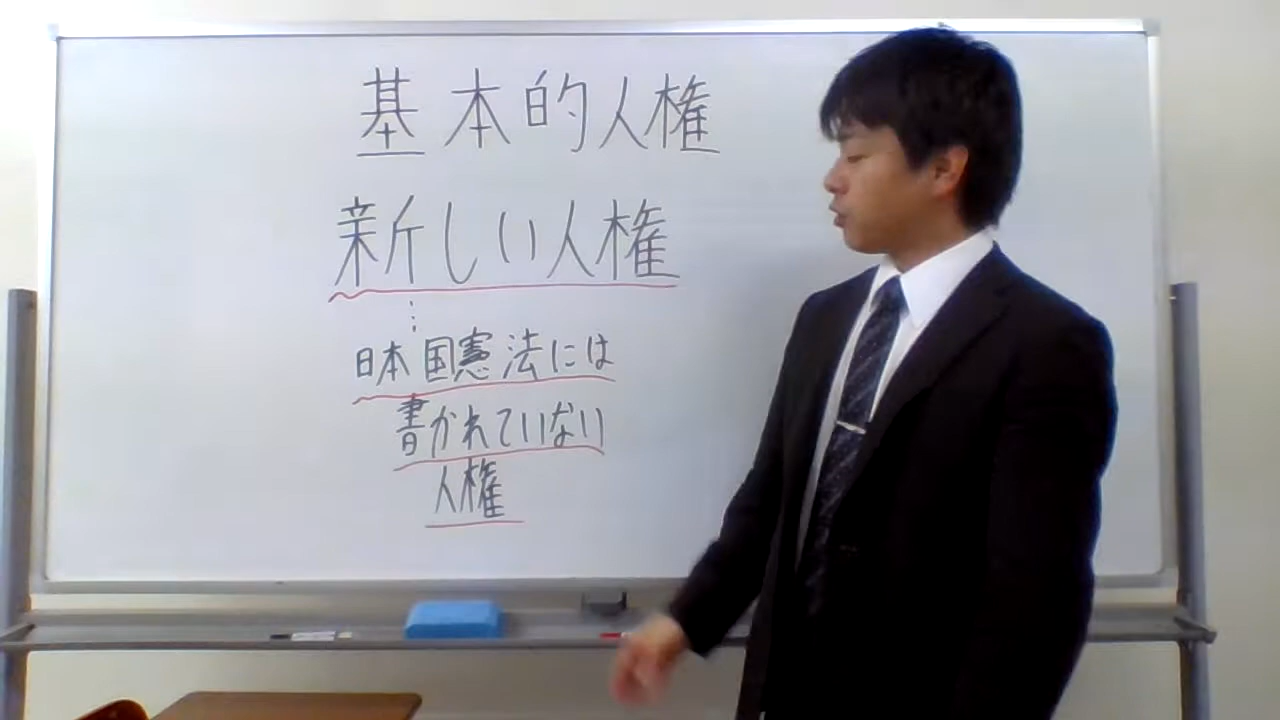 基本的人権
新しい人権
⋮
日本国憲法には
書かれていない
人権